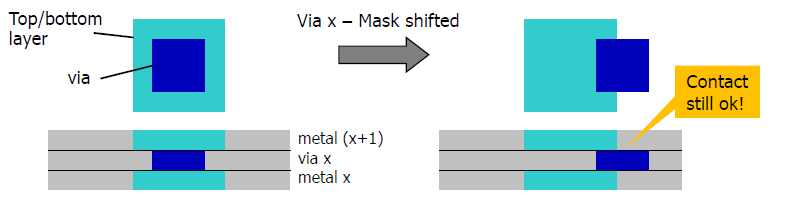 Top/bottom
layer
via
Via x – Mask shifted
Contact
still ok!
metal (x+1)
via x
metal x